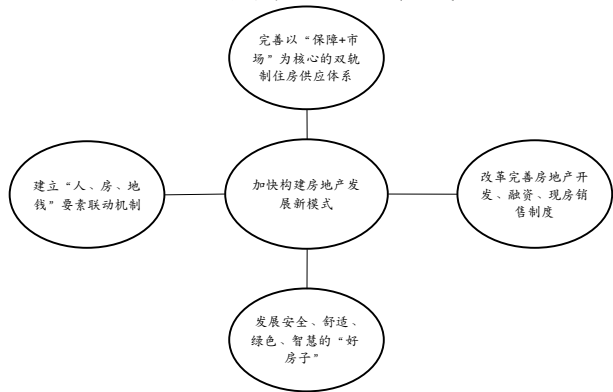 完善以“保障+市
场”为核心的双轨
制住房供应体系
建立“人、房、地
钱”要素联动机制
加快构建房地产发
展新模式
改革完善房地产开
发、融资、现房销
售制度
发展安全、舒适、
绿色、智慧的“好
房子”